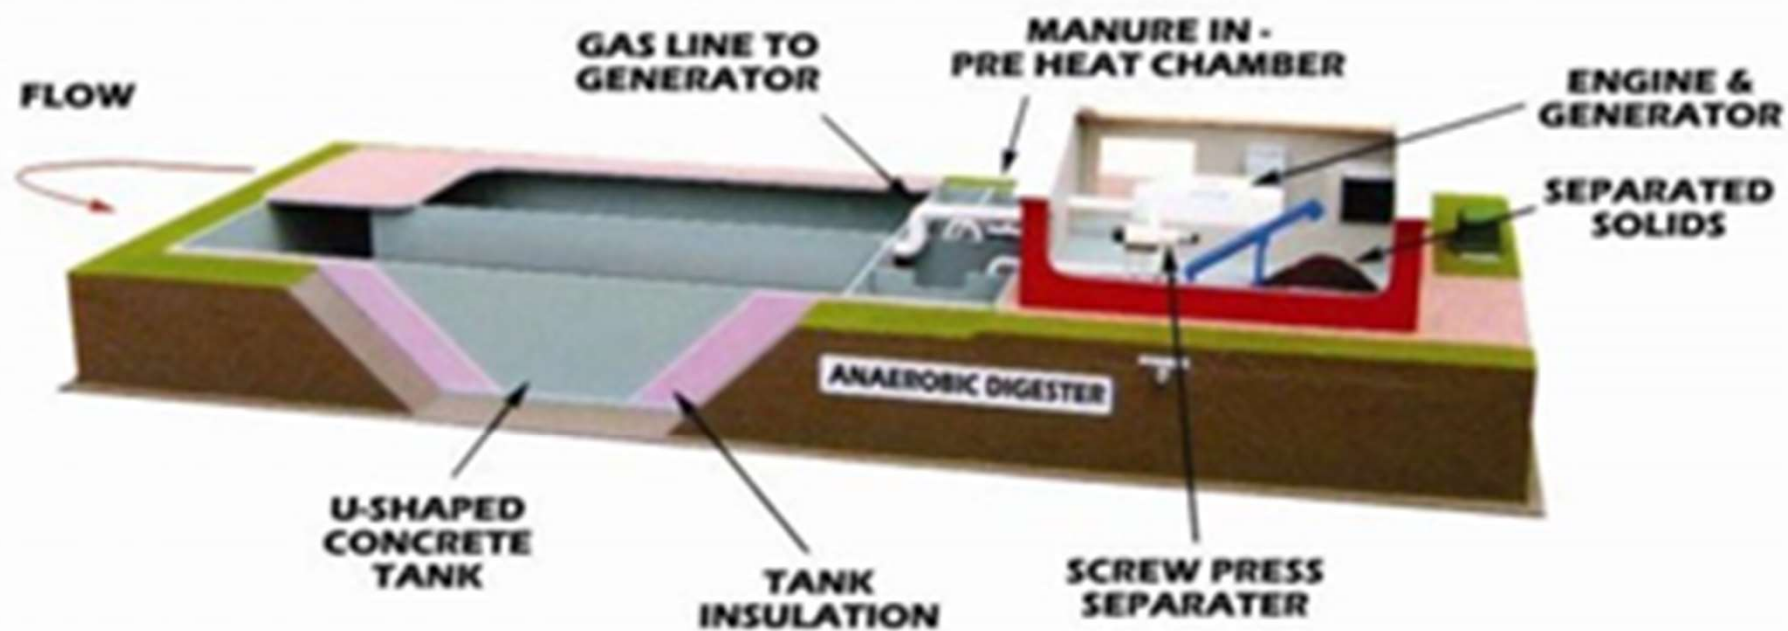 FLOW
GAS LINE TO
GENERATOR
MANURE IN -
PRE HEAT CHAMBER
ENGINE &
GENERATOR
SEPARATED
SOLIDS
ANAEROBIC DIGESTER
U-SHAPED
CONCRETE
TANK
TANK
INSULATION
SCREW PRESS
SEPARATER